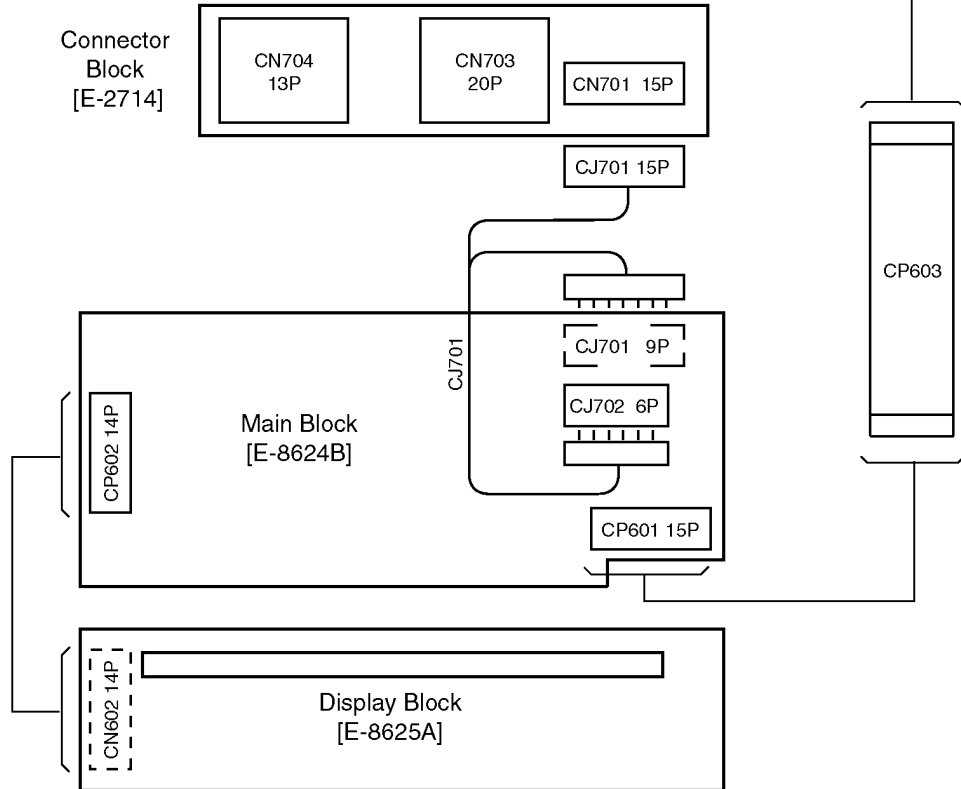 Connector
Block
[E-2714]
CN704
13P
CN703
20P
CN701 15P
CJ701 15P
CP603
CJ701
CJ701 9P
CJ702 6P
Main Block
[E-8624B]
CP602 14P
CP601 15P
CN602 14P
Display Block
[E-8625A]